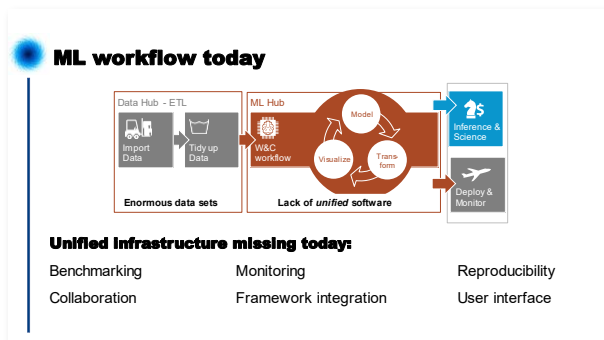 ML workflow today
Data Hub - ETL
Import
Data
Tidy up
Data
Enormous data sets
ML Hub
W&C
workflow
Model
Visualize
Trans-
form
Lack of unified software
$
Inference &
Science
Deploy &
Monitor
Unified infrastructure missing today:
Benchmarking Monitoring Reproducibility
Collaboration Framework integration User interface